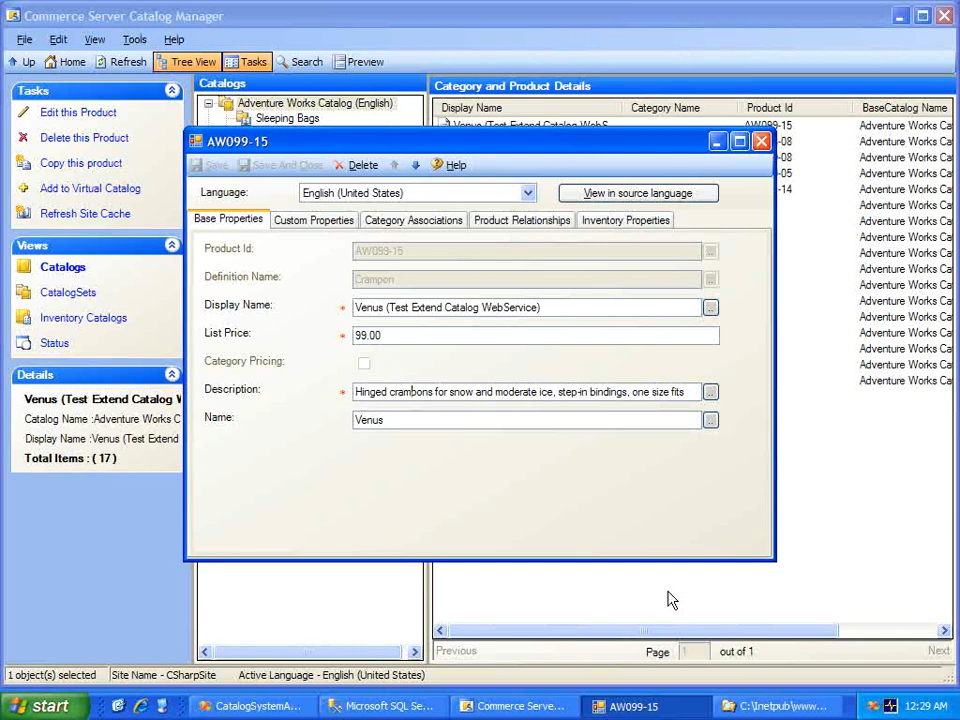 Commerce Server Catalog Manager
File Edit View Tools Help
Up Home Refresh Tree View Tasks Search Preview
Tasks
Edit this Product
Delete this Product
Copy this product
Add to Virtual Catalog
Refresh Site Cache
Views
Catalogs
CatalogSets
Inventory Catalogs
Status
Details
Venus (Test Extend Catalog W
Catalog Name :Adventure Works C
Display Name :Venus (Test Extend
Total Items : ( 17 )
Catalogs
Adventure Works Catalog (English)
Sleeping Bags
Category and Product Details
Display Name Category Name Product Id BaseCatalog Name
Venus (Test Extend Catalog WebS AW099-15 Adventure Works Ca
-08 Adventure Works Ca
-08 Adventure Works Ca
-05 Adventure Works Ca
-14 Adventure Works Ca
Adventure Works Ca
Adventure Works Ca
Adventure Works Ca
Adventure Works Ca
Adventure Works Ca
Adventure Works Ca
Adventure Works Ca
Adventure Works Ca
Adventure Works Ca
Adventure Works Ca
Adventure Works Ca
Adventure Works Ca
AW099-15
Save Save And Close Delete Help
Language: English (United States) View in source language
Base Properties Custom Properties Category Associations Product Relationships Inventory Properties
Product Id: AW099-15 ...
Definition Name: Crampon ...
Display Name: * Venus (Test Extend Catalog WebService) ...
List Price: * 99.00
Category Pricing:
Description: * Hinged crampons for snow and moderate ice, step-in bindings, one size fits ...
Name: Venus ...
Previous Page 1 out of 1 Next
1 object(s) selected Site Name - CSharpSite Active Language - English (United States)
start CatalogSystemA... Microsoft SQL Se... Commerce Serve... AW099-15 C:\Inetpub\www... 12:29 AM